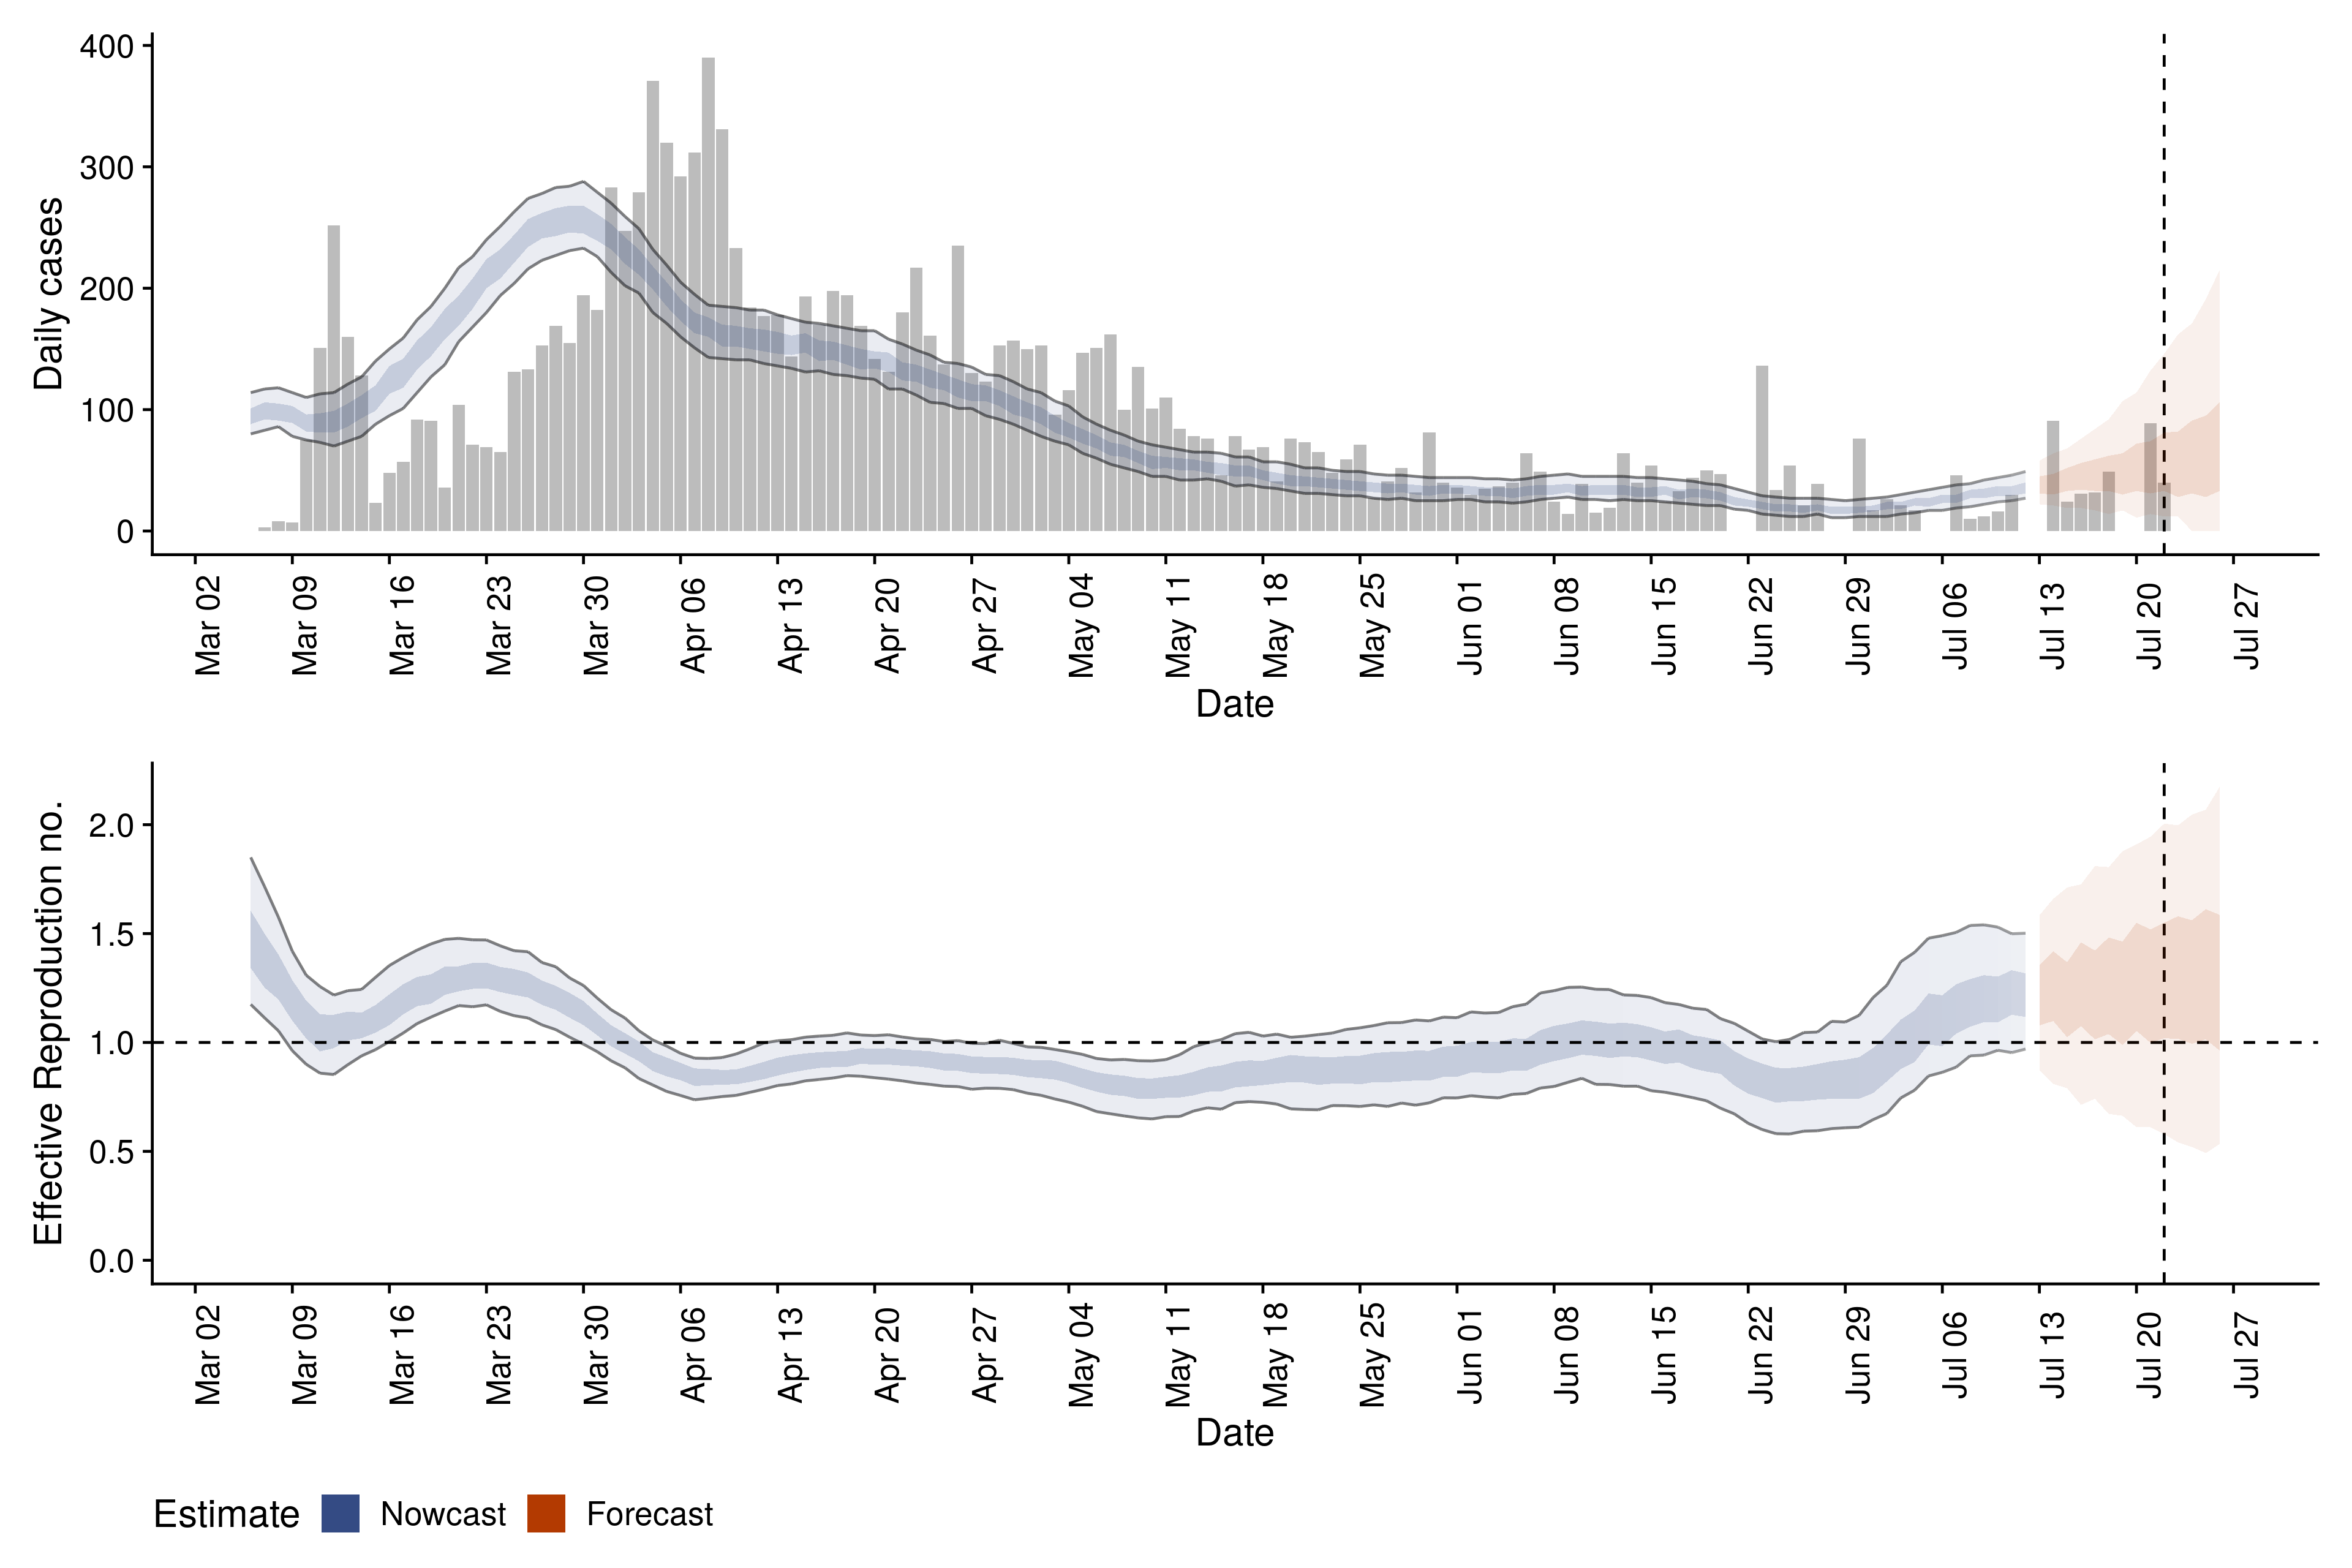 Daily cases
400
300
200
100
0
Mar 02 Mar 09 Mar 16 Mar 23 Mar 30 Apr 06 Apr 13 Apr 20 Apr 27 May 04 May 11 May 18 May 25 Jun 01 Jun 08 Jun 15 Jun 22 Jun 29 Jul 06 Jul 13 Jul 20 Jul 27
Date
Effective Reproduction no.
2.0
1.5
1.0
0.5
0.0
Mar 02 Mar 09 Mar 16 Mar 23 Mar 30 Apr 06 Apr 13 Apr 20 Apr 27 May 04 May 11 May 18 May 25 Jun 01 Jun 08 Jun 15 Jun 22 Jun 29 Jul 06 Jul 13 Jul 20 Jul 27
Date
Estimate Nowcast Forecast